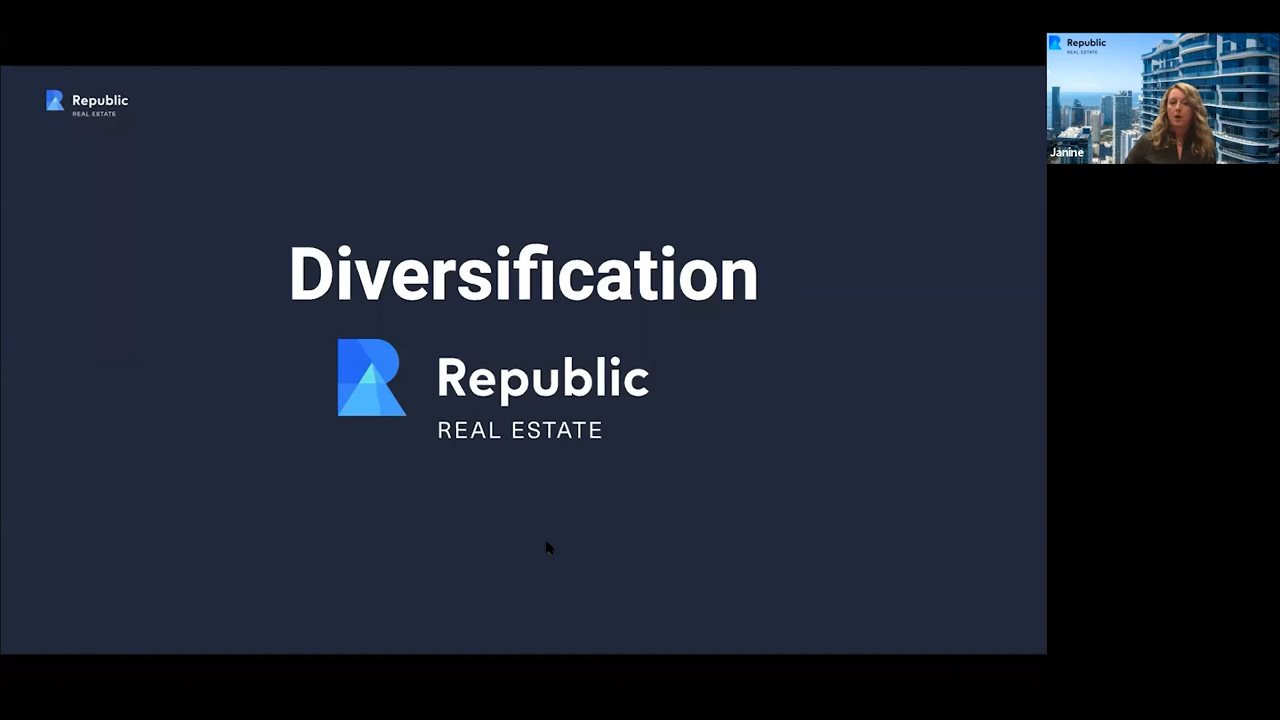 Republic
REAL ESTATE
Diversification
Republic
REAL ESTATE
Republic
REAL ESTATE
Janine